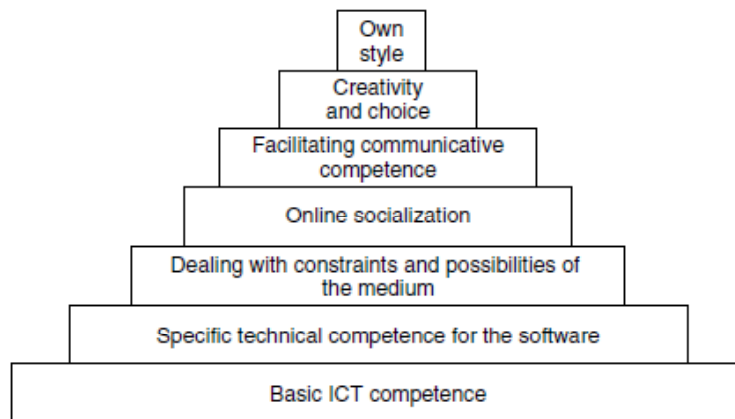 Own
style
Creativity
and choice
Facilitating communicative
competence
Online socialization
Dealing with constraints and possibilities of
the medium
Specific technical competence for the software
Basic ICT competence